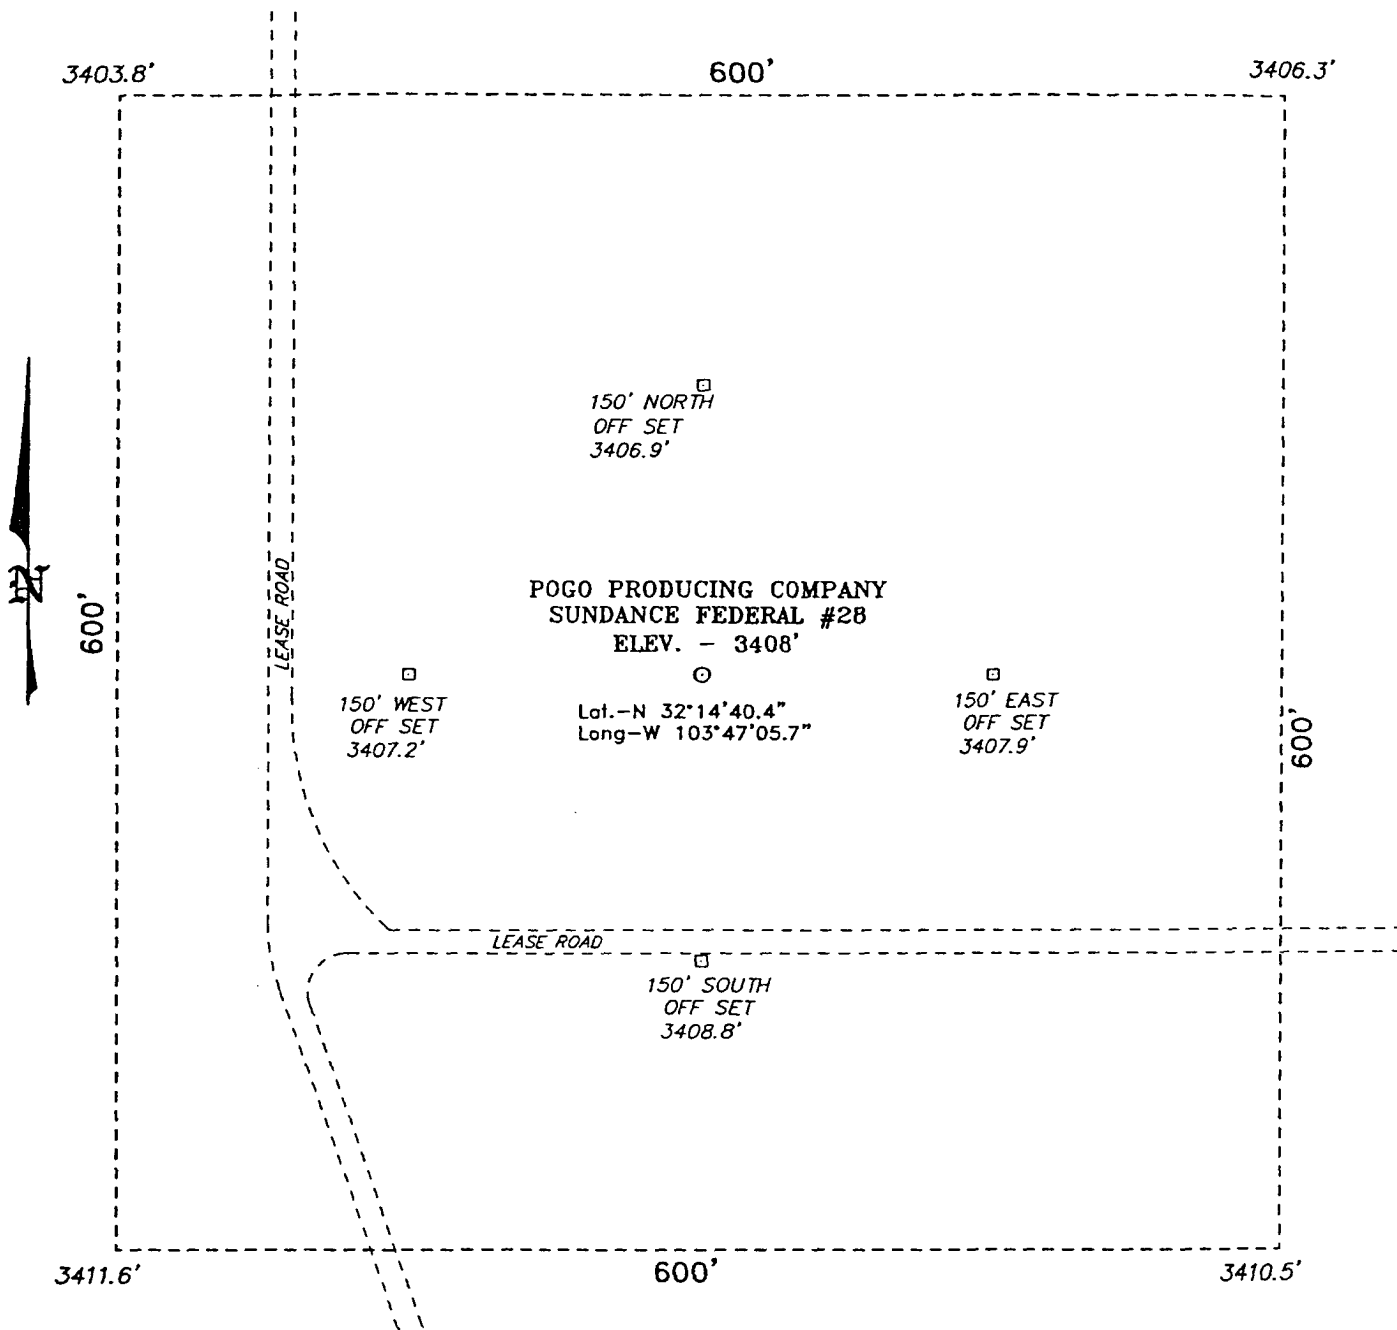 3403.8'
600'
3406.3'
150' NORTH
OFF SET
3406.9'
LEASE ROAD
600'
POGO PRODUCING COMPANY
SUNDANCE FEDERAL #28
ELEV. - 3408'
150' WEST
OFF SET
3407.2'
Lat.-N 32°14'40.4"
Long-W 103°47'05.7"
150' EAST
OFF SET
3407.9'
600'
LEASE ROAD
150' SOUTH
OFF SET
3408.8'
3411.6'
600'
3410.5'